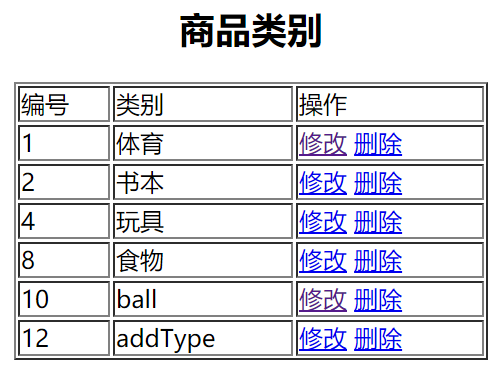 商品类别
编号 类别 操作
1 体育 修改 删除
2 书本 修改 删除
4 玩具 修改 删除
8 食物 修改 删除
10 ball 修改 删除
12 addType 修改 删除